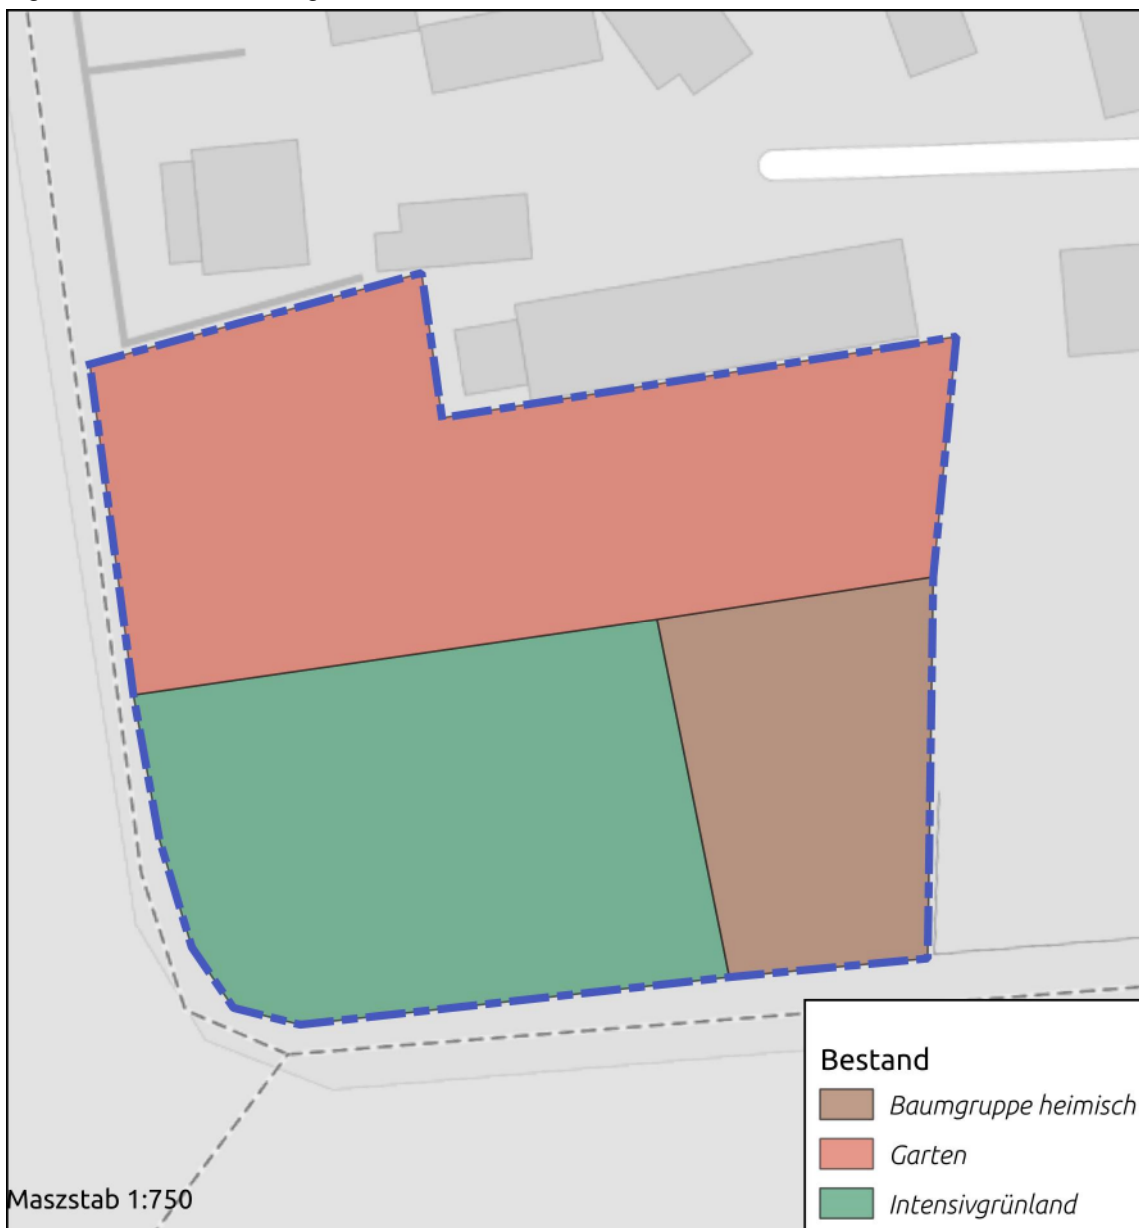 Bestand
Baumgruppe heimisch
Garten
Intensivgrünland
Maszstab 1:750